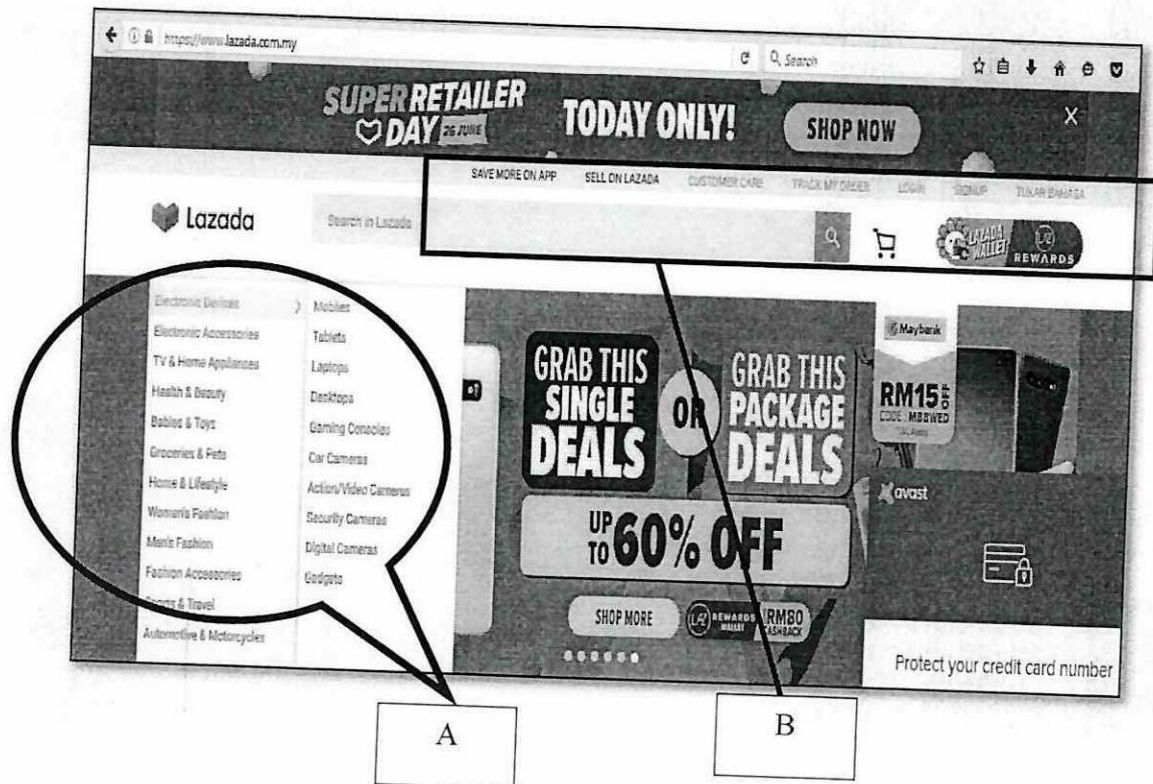 https://www.lazada.com.my
Search
SUPER RETAILER
DAY 26 JUNE
TODAY ONLY!
SHOP NOW
X
SAVE MORE ON APP SELL ON LAZADA CUSTOMER CARE TRACK MY ORDER LOGIN SIGNUP TUKAR BAHASA
Lazada
Search in Lazada
LAZADA
WALLET
REWARDS
Electronic Devices
Electronic Accessories
TV & Home Appliances
Health & Beauty
Babies & Toys
Groceries & Pets
Home & Lifestyle
Women's Fashion
Men's Fashion
Fashion Accessories
Sports & Travel
Automotive & Motorcycles
Mobiles
Tablets
Laptops
Desktops
Gaming Consoles
Car Cameras
Action/Video Cameras
Security Cameras
Digital Cameras
Gadgets
GRAB THIS
SINGLE
DEALS
OR
GRAB THIS
PACKAGE
DEALS
UP
TO 60% OFF
SHOP MORE
REWARDS
WALLET
RM80
CASHBACK
Maybank
RM15 OFF
CODE: MBBWED
avast
Protect your credit card number
A
B